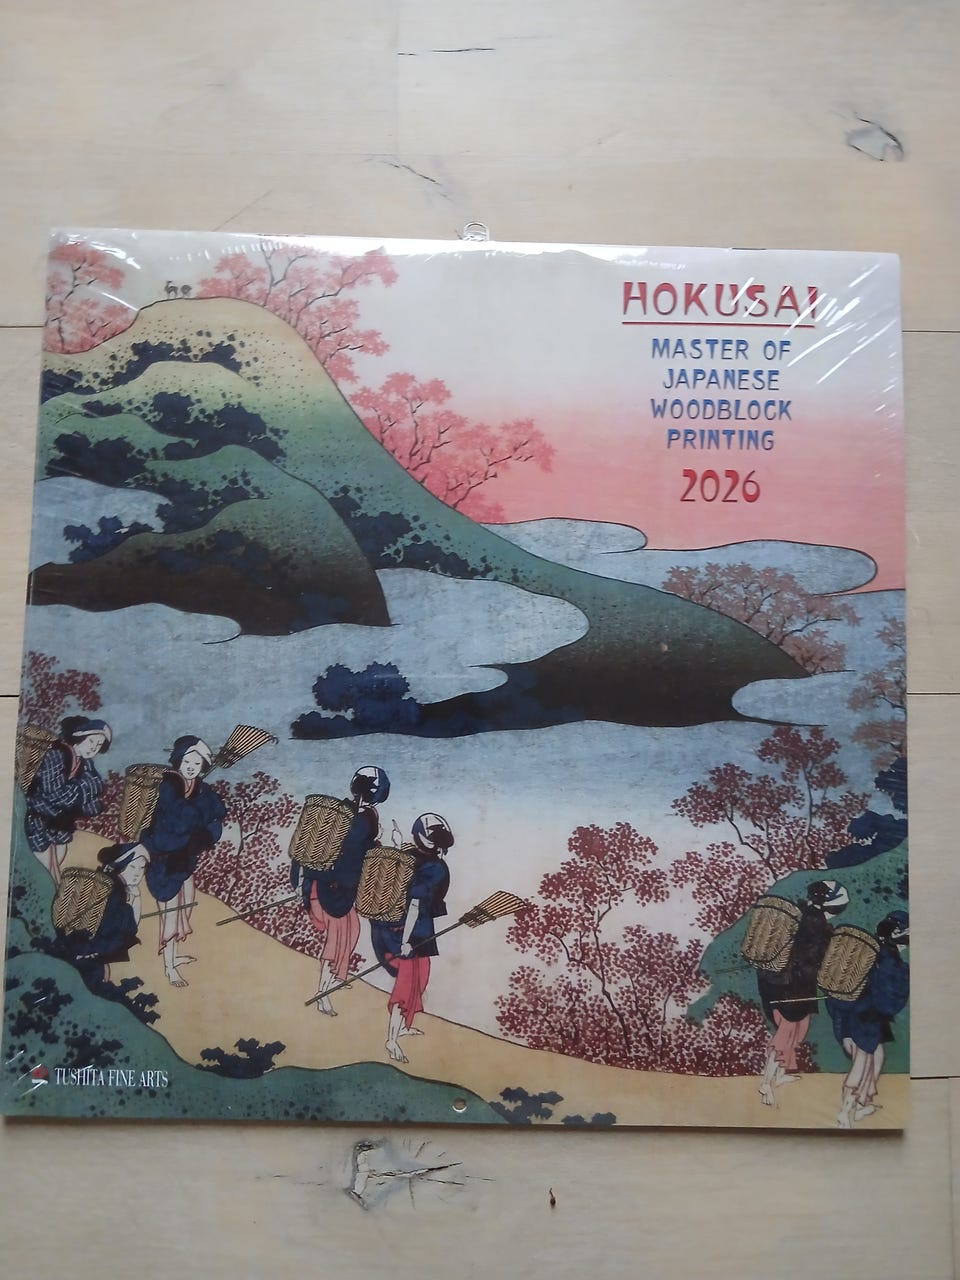 HOKUSAI
MASTER OF
JAPANESE
WOODBLOCK
PRINTING
2026
TUSHITA FINE ARTS